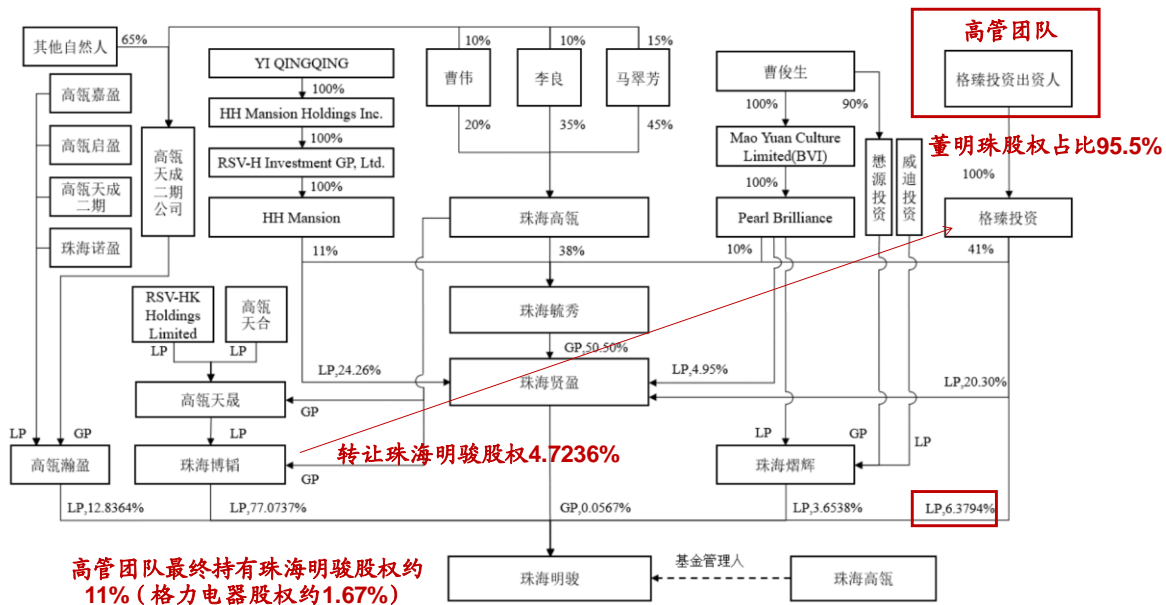 高管团队
其他自然人
65%
10%
10%
15%
YI QINGQING
曹伟
李良
马翠芳
曹俊生
格臻投资出资人
高瓴嘉盈
100%
100%
90%
HH Mansion Holdings Inc.
20%
35%
45%
董明珠股权占比95.5%
高瓴启盈
高瓴
天成
二期
公司
100%
Mao Yuan Culture
Limited(BVI)
懋源投资
威迪投资
RSV-H Investment GP, Ltd.
100%
高瓴天成
二期
100%
100%
HH Mansion
珠海高瓴
Pearl Brilliance
格臻投资
珠海诺盈
11%
38%
10%
41%
RSV-HK
Holdings
Limited
高瓴
天合
珠海毓秀
LP
LP
GP,50.50%
LP,24.26%
珠海贤盈
LP,4.95%
LP,20.30%
高瓴天晟
GP
LP
GP
LP
LP
GP
LP
高瓴瀚盈
珠海博韬
转让珠海明骏股权4.7236%
GP
珠海熠辉
LP,12.8364%
LP,77.0737%
GP,0.0567%
LP,3.6538%
LP,6.3794%
高管团队最终持有珠海明骏股权约
11%（格力电器股权约1.67%）
珠海明骏
基金管理人
珠海高瓴